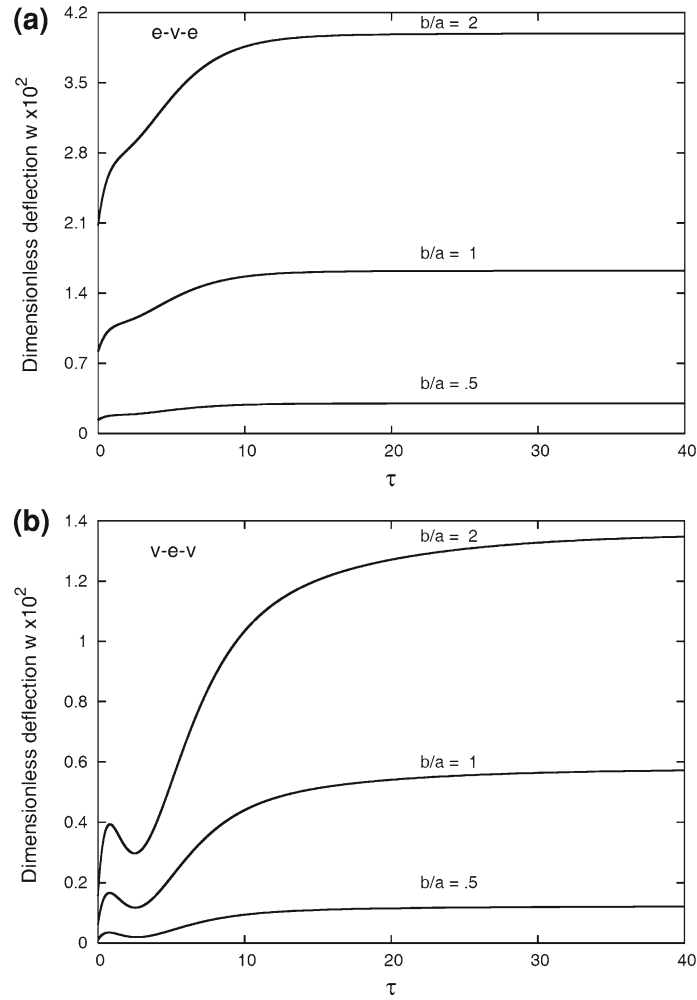 (a)
e-v-e
Dimensionless deflection w x10²
4.2
3.5
2.8
2.1
1.4
0.7
0
b/a = 2
b/a = 1
b/a = .5
0 10 20 30 40
τ
(b)
v-e-v
Dimensionless deflection w x10²
1.4
1.2
1
0.8
0.6
0.4
0.2
0
b/a = 2
b/a = 1
b/a = .5
0 10 20 30 40
τ